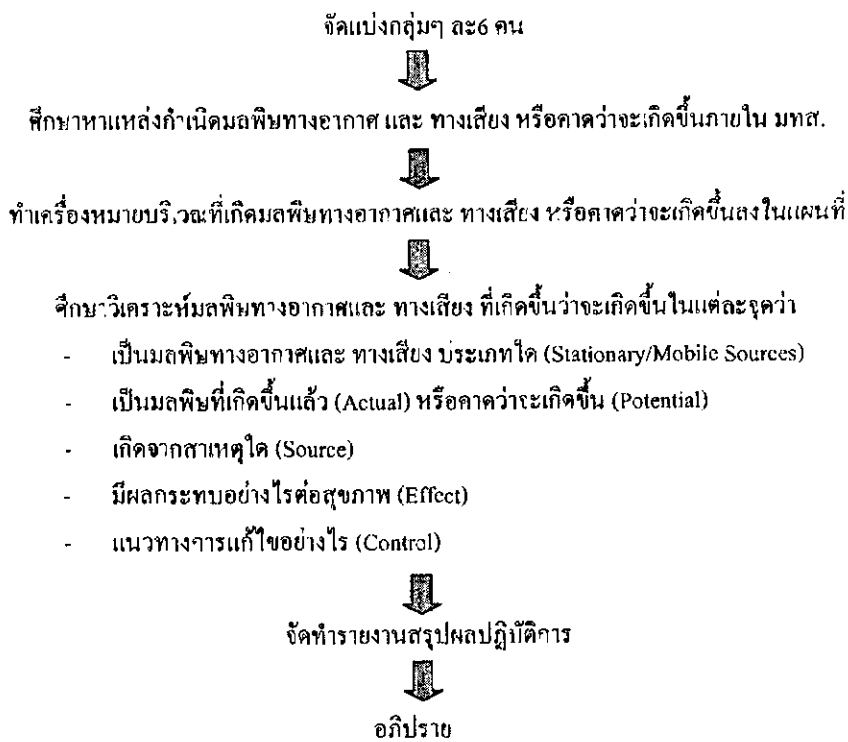 จัดแบ่งกลุ่มๆ ละ6 คน
ศึกษาหาแหล่งกำเนิดมลพิษทางอากาศ และ ทางเสียง หรือคาดว่าจะเกิดขึ้นภายใน มทส.
ทำเครื่องหมายบริเวณที่เกิดมลพิษทางอากาศและ ทางเสียง หรือคาดว่าจะเกิดขึ้นลงในแผนที่
ศึกษาวิเคราะห์มลพิษทางอากาศและ ทางเสียง ที่เกิดขึ้นว่าจะเกิดขึ้นในแต่ละจุดว่า
- เป็นมลพิษทางอากาศและ ทางเสียง ประเภทใด (Stationary/Mobile Sources)
- เป็นมลพิษที่เกิดขึ้นแล้ว (Actual) หรือคาดว่าจะเกิดขึ้น (Potential)
- เกิดจากสาเหตุใด (Source)
- มีผลกระทบอย่างไรต่อสุขภาพ (Effect)
- แนวทางการแก้ไขอย่างไร (Control)
จัดทำรายงานสรุปผลปฏิบัติการ
อภิปราย